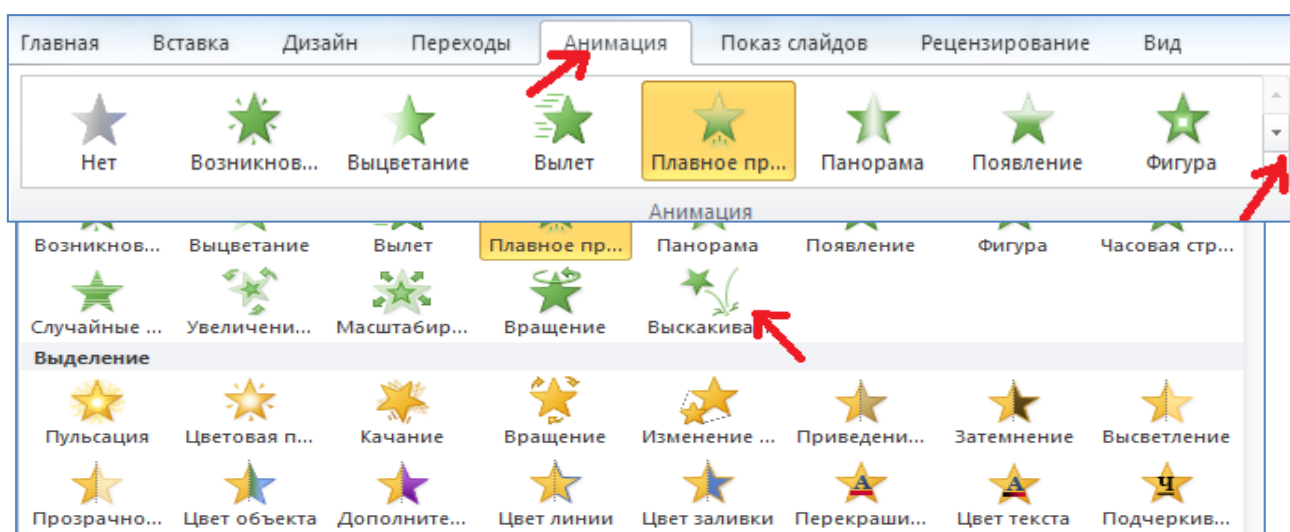 Главная Вставка Дизайн Переходы Анимация Показ слайдов Рецензирование Вид
Нет Возникнов... Выцветание Вылет Плавное пр... Панорама Появление Фигура
Анимация
Возникнов... Выцветание Вылет Плавное пр... Панорама Появление Фигура Часовая стр...
Случайные ... Увеличени... Масштабир... Вращение Выскакива...
Выделение
Пульсация Цветовая п... Качание Вращение Изменение ... Приведени... Затемнение Высветление
Прозрачно... Цвет объекта Дополните... Цвет линии Цвет заливки Перекраши... Цвет текста Подчеркив...